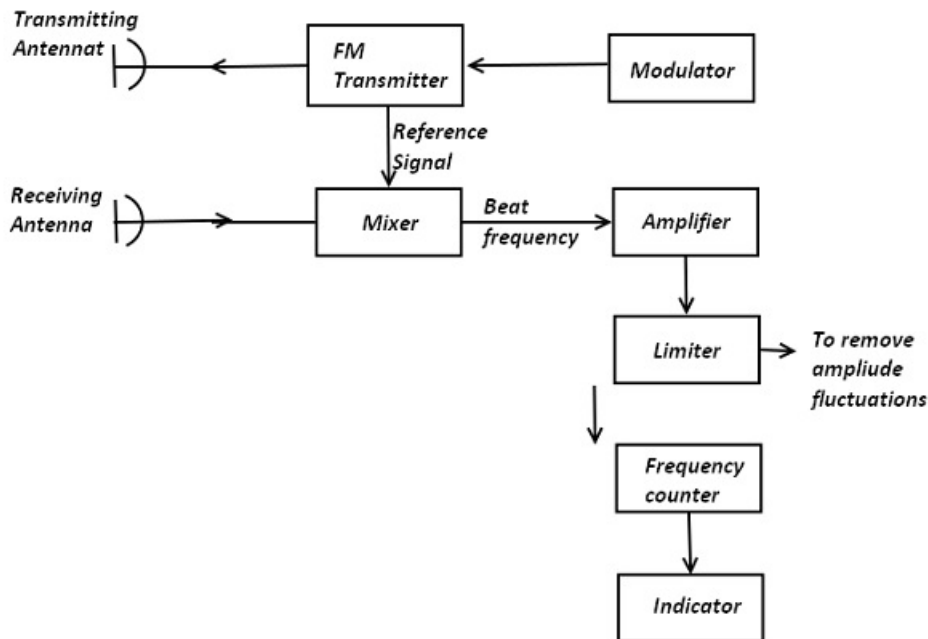 Transmitting
Antennat
FM
Transmitter
Modulator
Reference
Signal
Receiving
Antenna
Mixer
Beat
frequency
Amplifier
Limiter
To remove
ampliude
fluctuations
Frequency
counter
Indicator